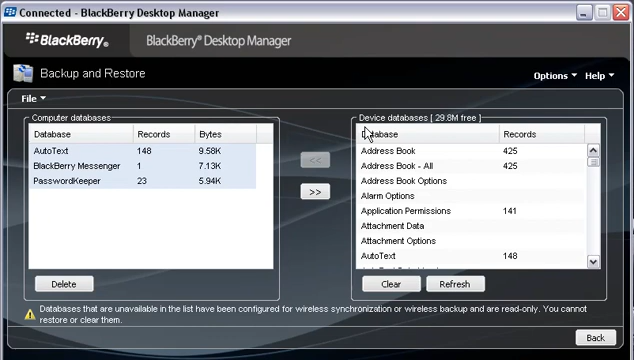 Connected - BlackBerry Desktop Manager
BlackBerry. BlackBerry® Desktop Manager
Backup and Restore
Options Help
File
Computer databases
Database Records Bytes
AutoText 148 9.58K
BlackBerry Messenger 1 7.13K
PasswordKeeper 23 5.94K
<<
>>
Delete
Device databases [ 29.8M free ]
Database Records
Address Book 425
Address Book - All 425
Address Book Options
Alarm Options
Application Permissions 141
Attachment Data
Attachment Options
AutoText 148
Clear Refresh
Databases that are unavailable in the list have been configured for wireless synchronization or wireless backup and are read-only. You cannot
restore or clear them.
Back